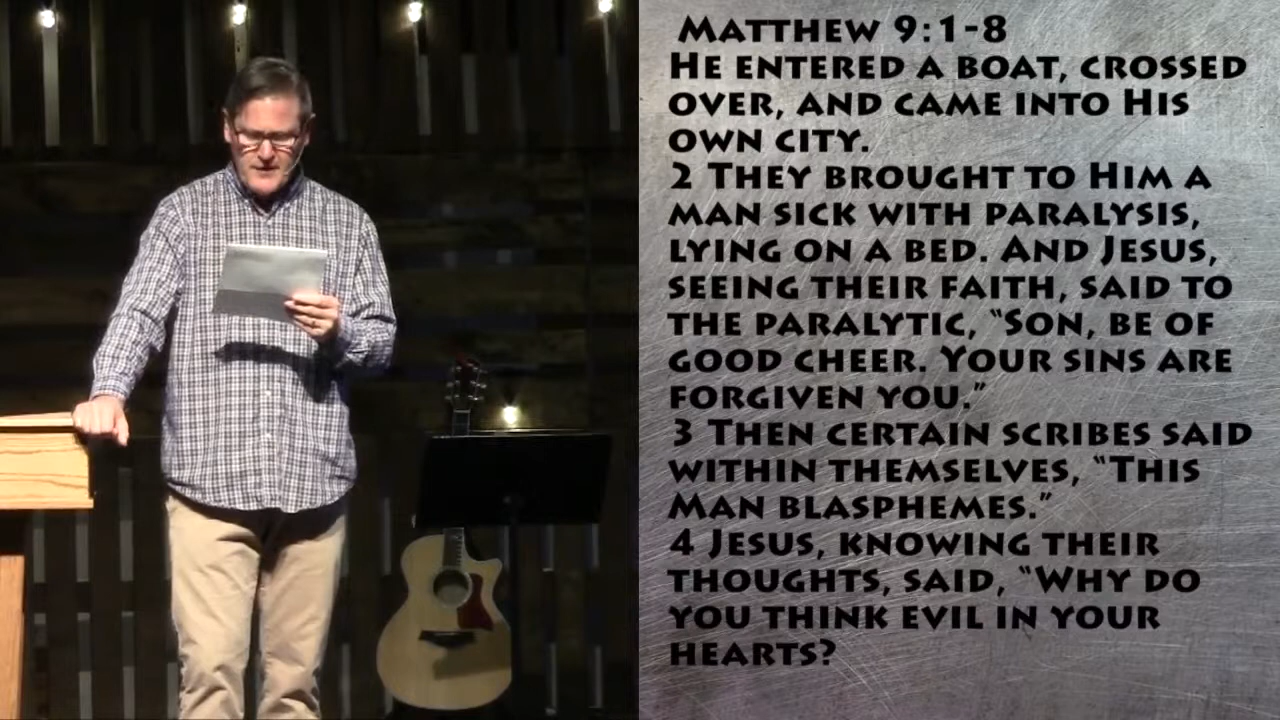 Matthew 9:1-8
He entered a boat, crossed
over, and came into His
own city.
2 They brought to Him a
man sick with paralysis,
lying on a bed. And Jesus,
seeing their faith, said to
the paralytic, “Son, be of
good cheer. Your sins are
forgiven you.”
3 Then certain scribes said
within themselves, “This
Man blasphemes.”
4 Jesus, knowing their
thoughts, said, “Why do
you think evil in your
hearts?